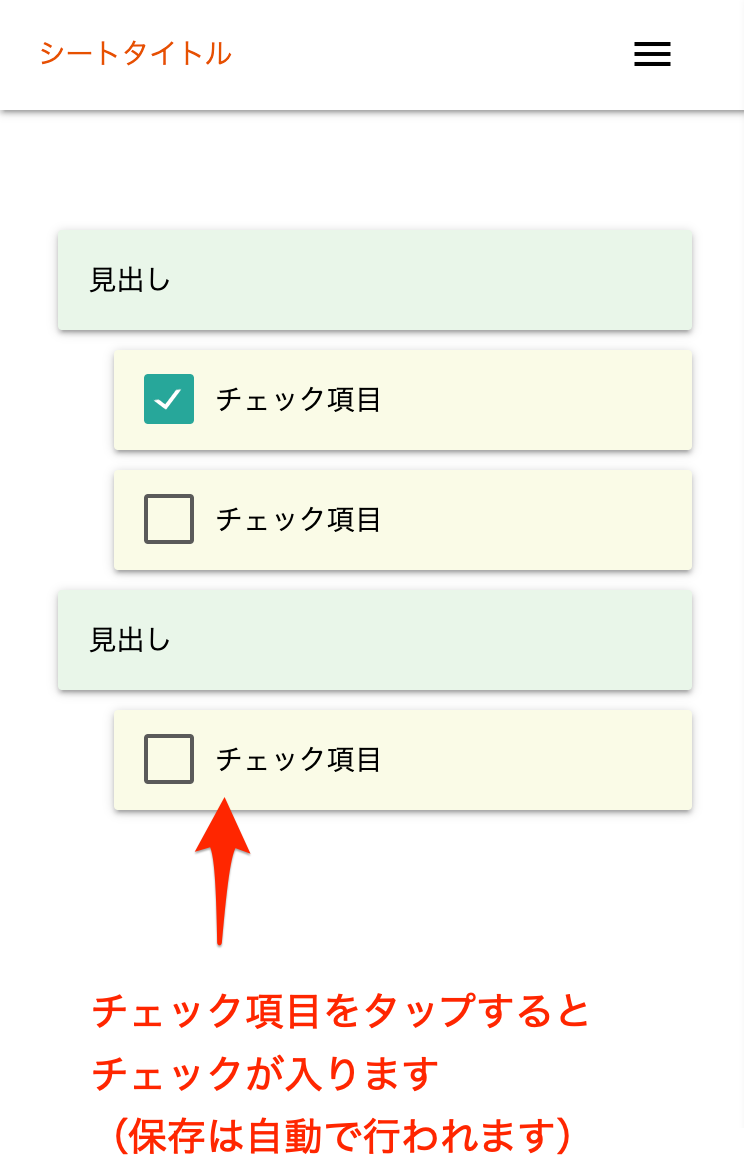 シートタイトル
見出し
チェック項目
チェック項目
見出し
チェック項目
チェック項目をタップすると
チェックが入ります
（保存は自動で行われます）